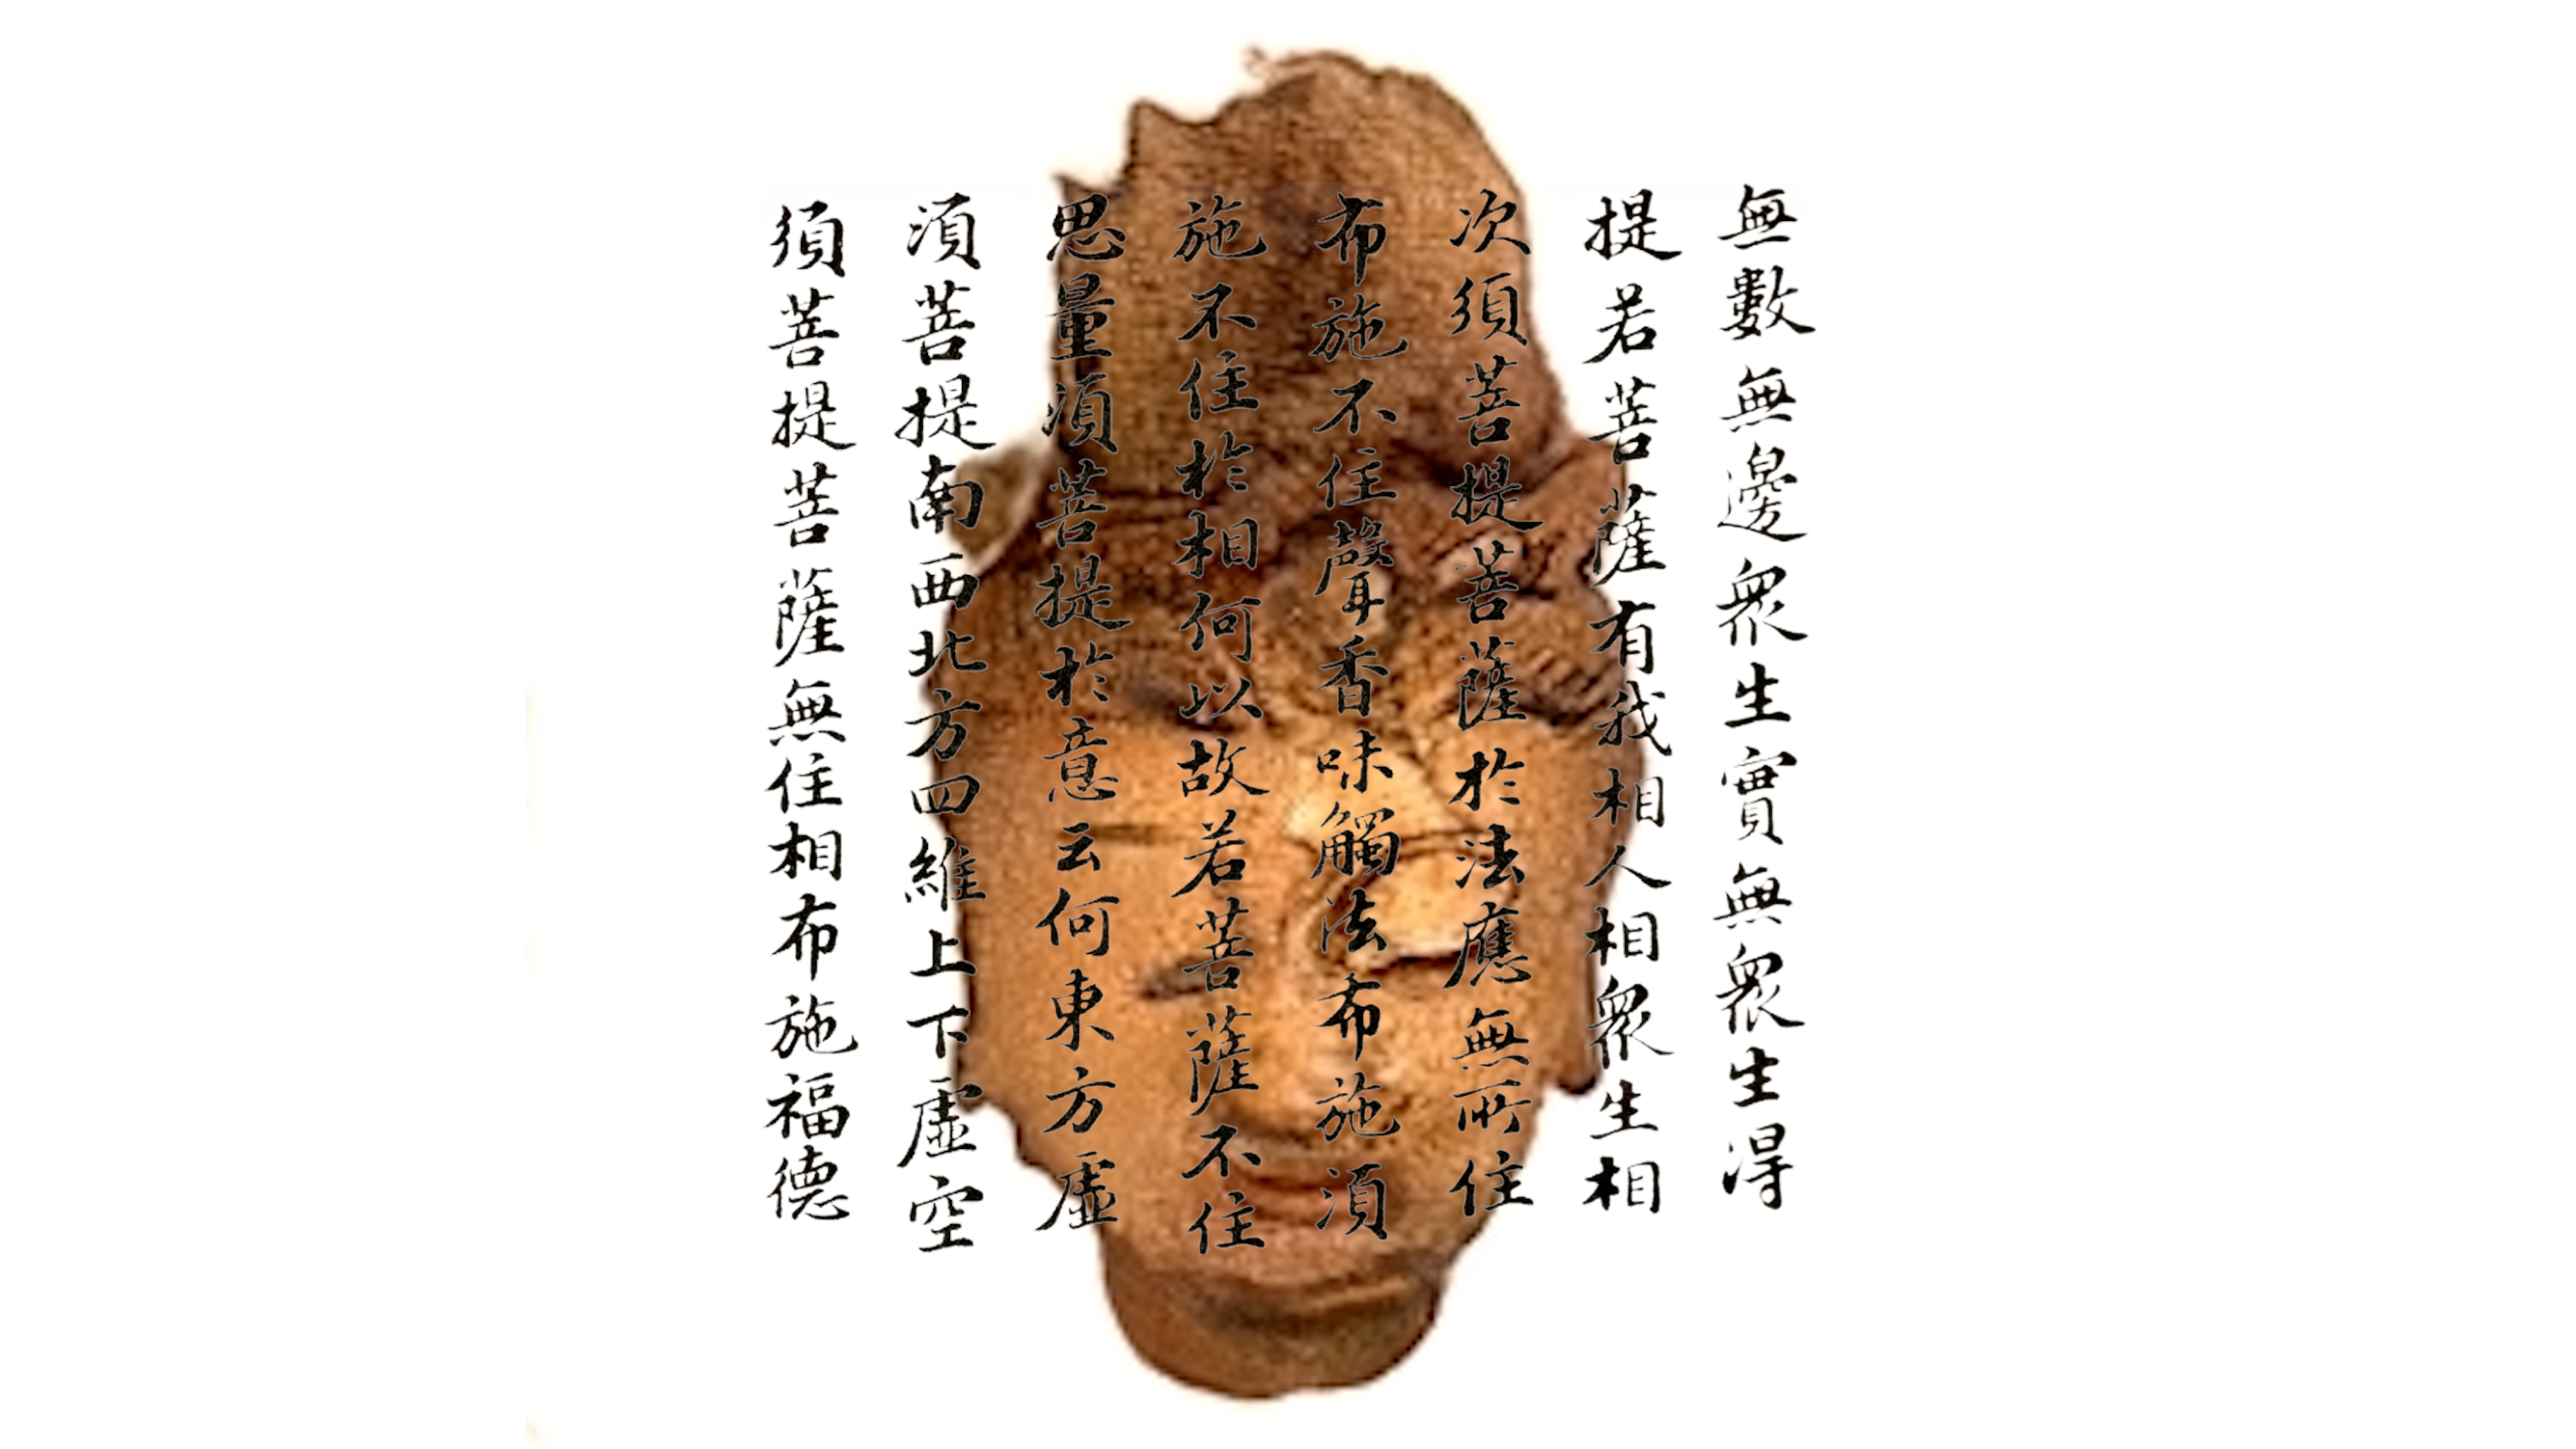 無數無邊衆生實無衆生得
提若菩薩有我相人相衆生相
次須菩提菩薩於法應無所住
布施不住聲香味觸法布施須
施不住於相何以故若菩薩不住
思量須菩提於意云何東方虛
須菩提南西北方四維上下虛空
須菩提菩薩無住相布施福德